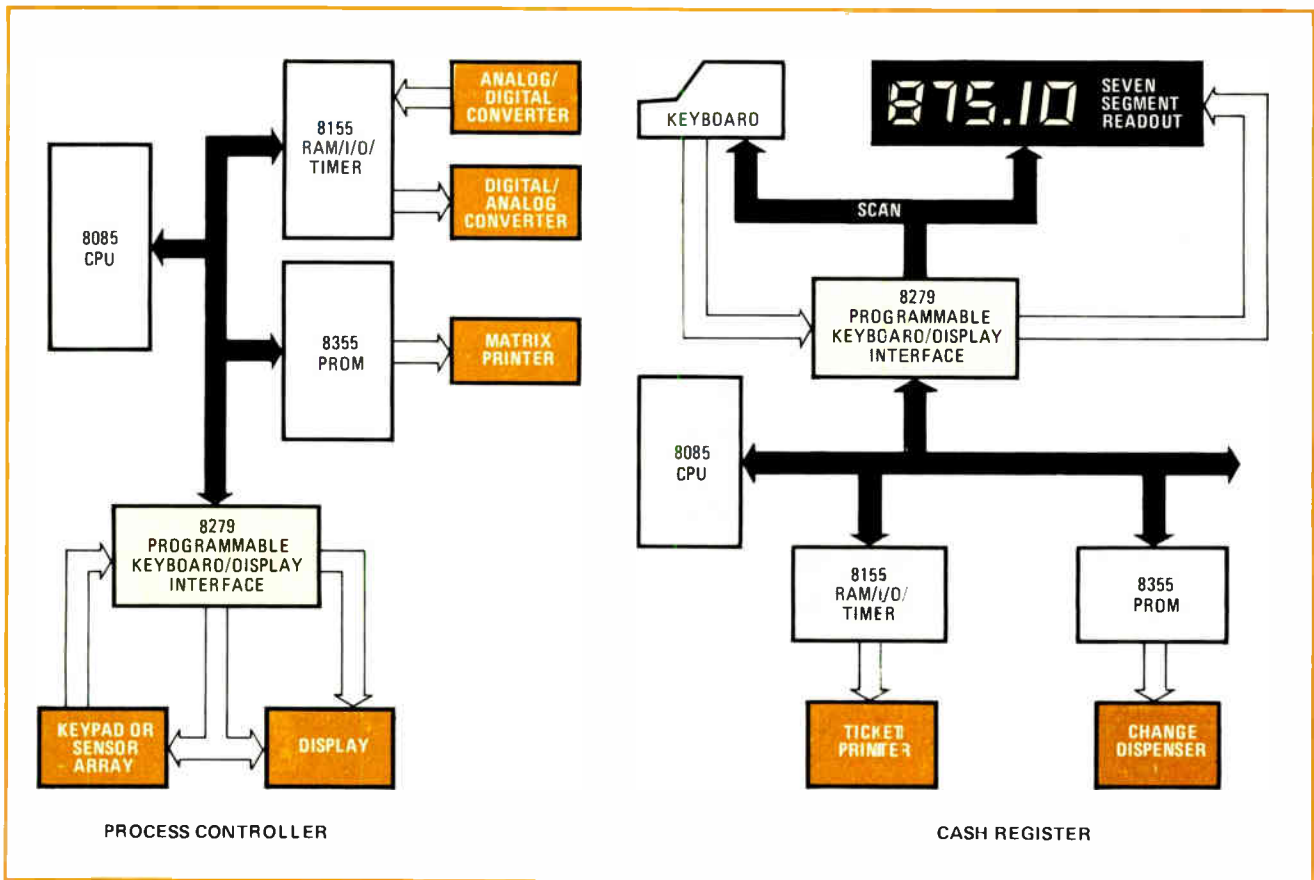 ANALOG/
DIGITAL
CONVERTER
8155
RAM/I/O/
TIMER
DIGITAL/
ANALOG
CONVERTER
8085
CPU
8355
PROM
MATRIX
PRINTER
8279
PROGRAMMABLE
KEYBOARD/DISPLAY
INTERFACE
KEYPAD OR
SENSOR
ARRAY
DISPLAY
PROCESS CONTROLLER
KEYBOARD
875.10
SEVEN
SEGMENT
READOUT
SCAN
8279
PROGRAMMABLE
KEYBOARD/DISPLAY
INTERFACE
8085
CPU
8155
RAM/I/O/
TIMER
8355
PROM
TICKET
PRINTER
CHANGE
DISPENSER
CASH REGISTER